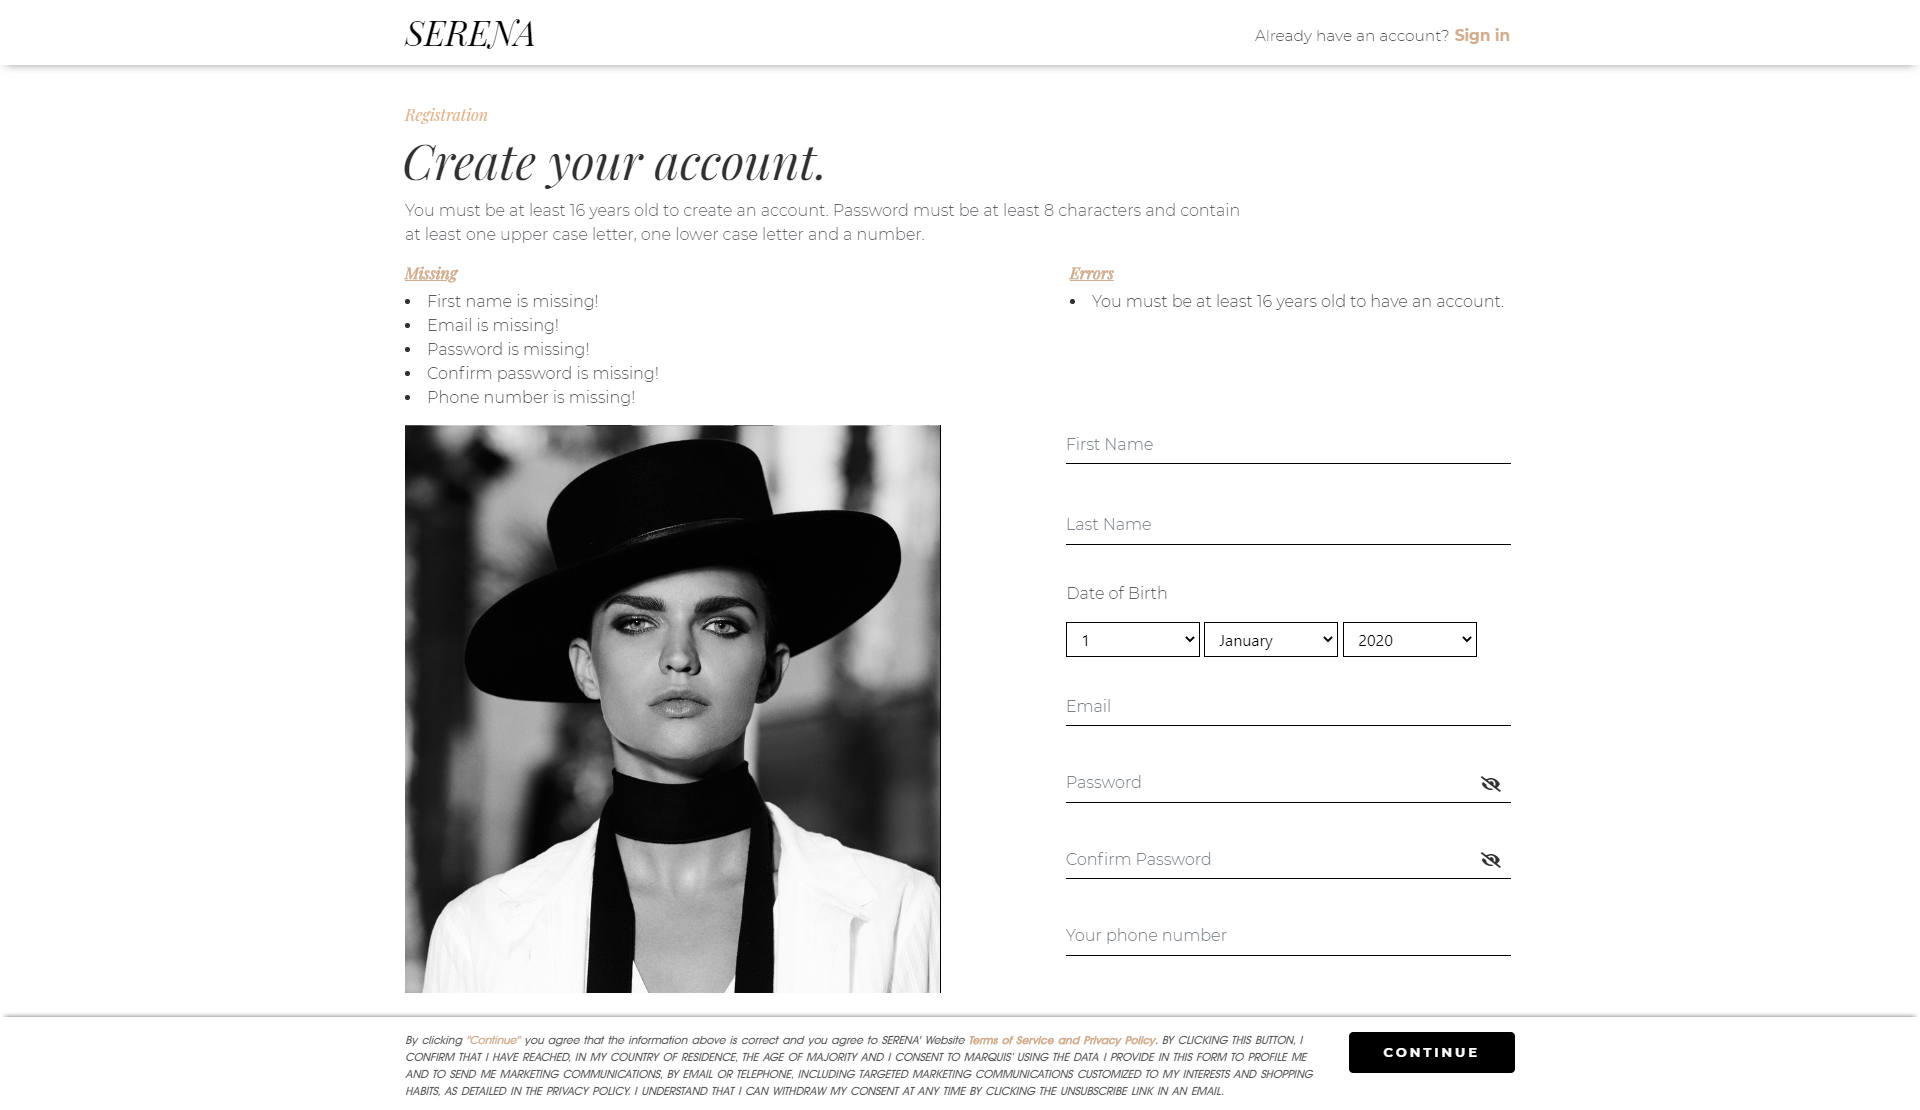 SERENA
Already have an account? Sign in
Registration
Create your account.
You must be at least 16 years old to create an account. Password must be at least 8 characters and contain
at least one upper case letter, one lower case letter and a number.
Missing
First name is missing!
Email is missing!
Password is missing!
Confirm password is missing!
Phone number is missing!
Errors
You must be at least 16 years old to have an account.
First Name
Last Name
Date of Birth
1 January 2020
Email
Password
Confirm Password
Your phone number
By clicking "Continue" you agree that the information above is correct and you agree to SERENA' Website Terms of Service and Privacy Policy. BY CLICKING THIS BUTTON, I
CONFIRM THAT I HAVE REACHED, IN MY COUNTRY OF RESIDENCE, THE AGE OF MAJORITY AND I CONSENT TO MARQUIS' USING THE DATA I PROVIDE IN THIS FORM TO PROFILE ME
AND TO SEND ME MARKETING COMMUNICATIONS, BY EMAIL OR TELEPHONE, INCLUDING TARGETED MARKETING COMMUNICATIONS CUSTOMIZED TO MY INTERESTS AND SHOPPING
HABITS, AS DETAILED IN THE PRIVACY POLICY. I UNDERSTAND THAT I CAN WITHDRAW MY CONSENT AT ANY TIME BY CLICKING THE UNSUBSCRIBE LINK IN AN EMAIL.
CONTINUE